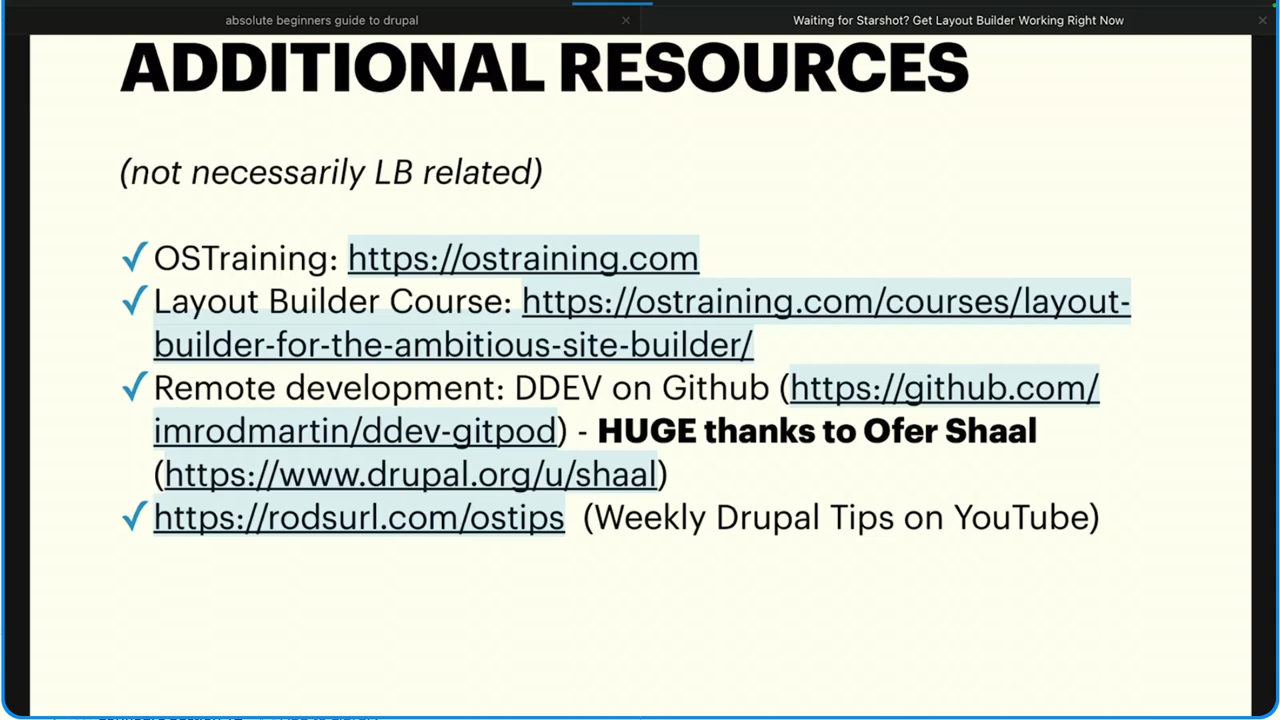 absolute beginners guide to drupal
Waiting for Starshot? Get Layout Builder Working Right Now
ADDITIONAL RESOURCES
(not necessarily LB related)
✓ OSTraining: https://ostraining.com
✓ Layout Builder Course: https://ostraining.com/courses/layout-
builder-for-the-ambitious-site-builder/
✓ Remote development: DDEV on Github (https://github.com/
imrodmartin/ddev-gitpod) - HUGE thanks to Ofer Shaal
(https://www.drupal.org/u/shaal)
✓ https://rodsurl.com/ostips (Weekly Drupal Tips on YouTube)